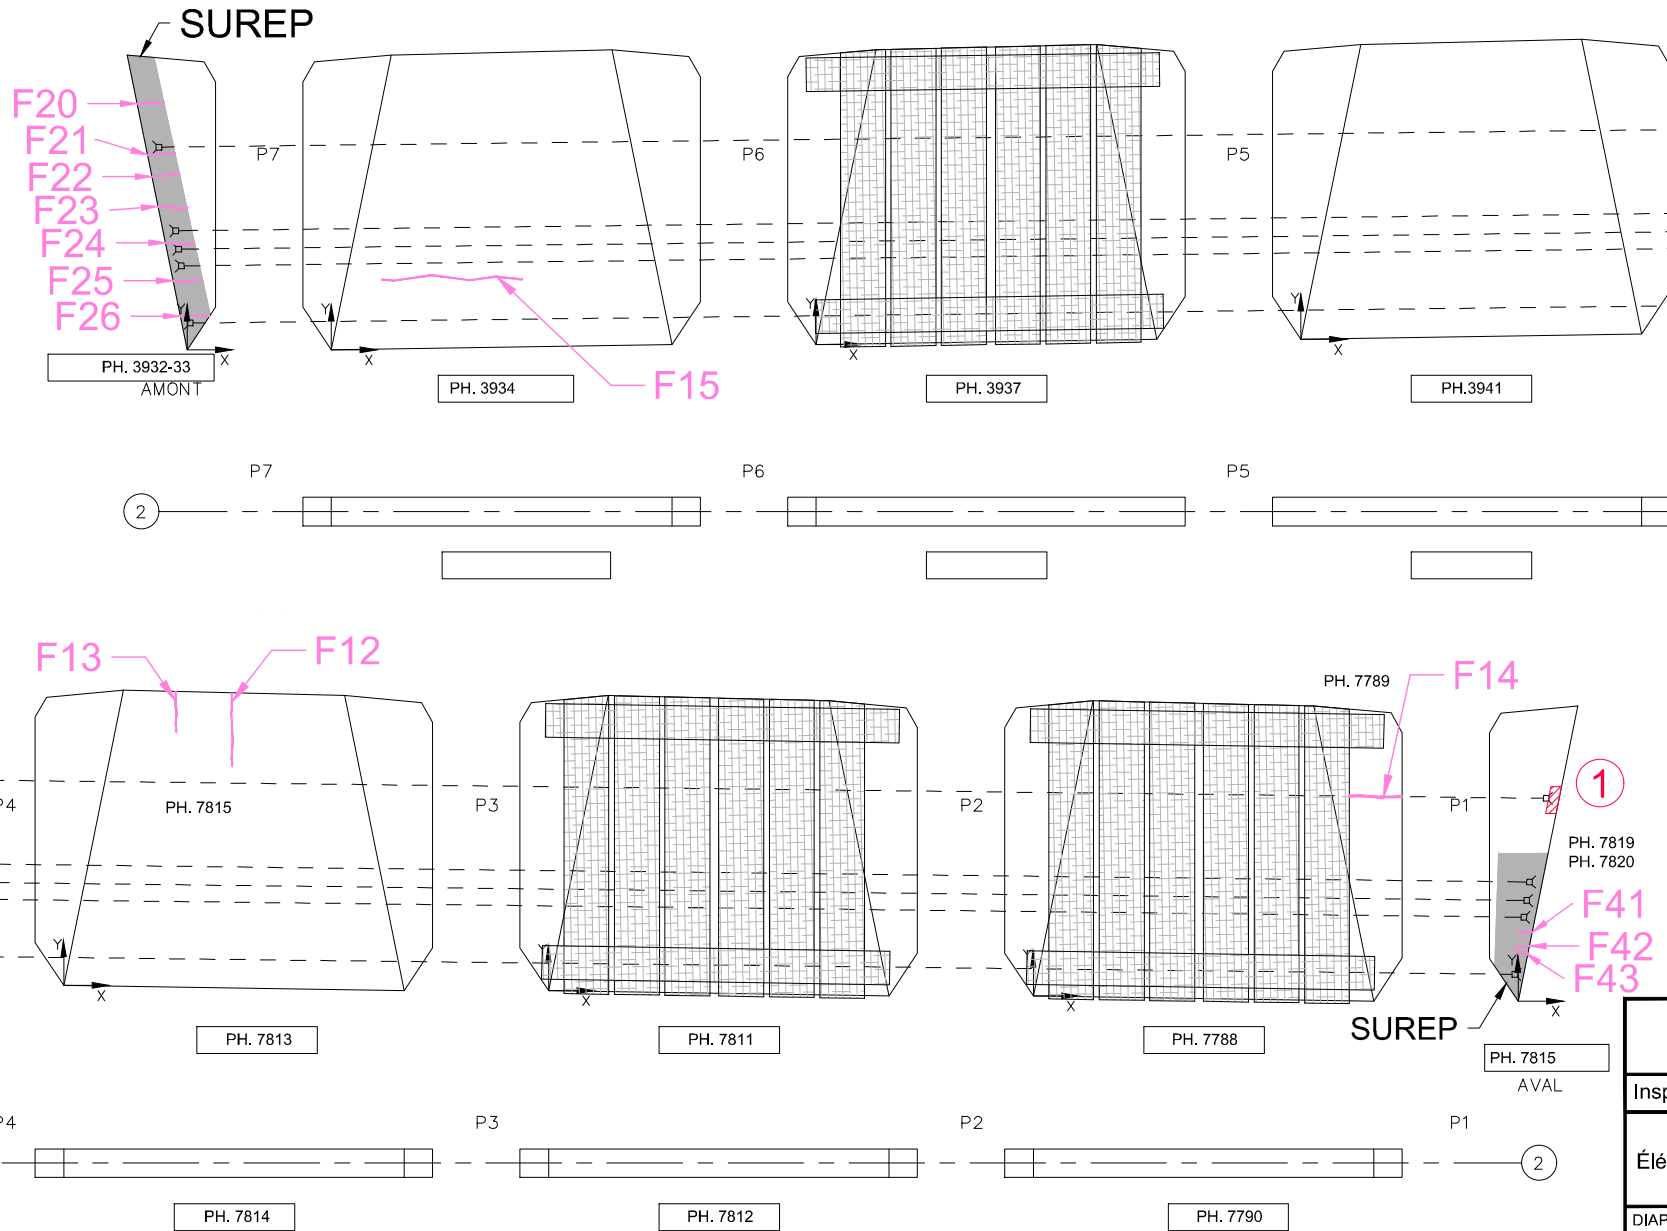 SUREP
F20
F21
F22
F23
F24
F25
F26
P7
P6
P5
Y
X
Y
X
Y
X
Y
X
PH. 3932-33
AMONT
PH. 3934
F15
PH. 3937
PH.3941
P7
P6
P5
2
F13
F12
PH. 7789
F14
1
P4
PH. 7815
P3
P2
P1
PH. 7819
PH. 7820
F41
F42
F43
Y
X
Y
X
Y
X
Y
X
SUREP
PH. 7813
PH. 7811
PH. 7788
PH. 7815
AVAL
Insp
P4
P3
P2
P1
2
Élé
PH. 7814
PH. 7812
PH. 7790
DIAP